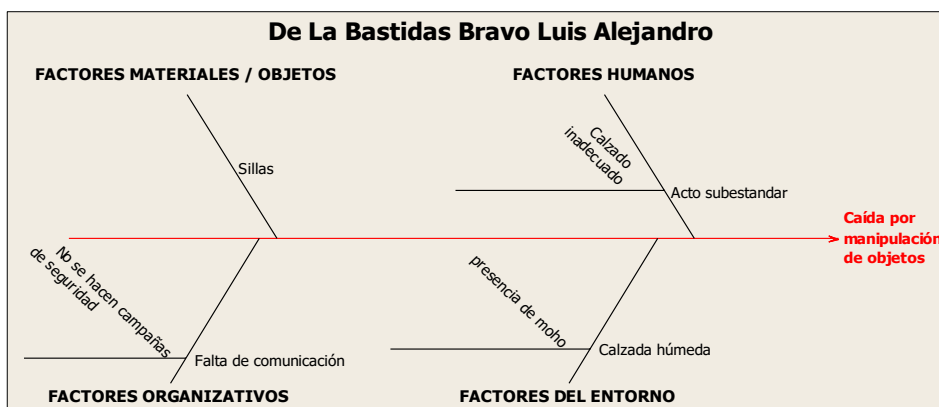 De La Bastidas Bravo Luis Alejandro
FACTORES MATERIALES / OBJETOS
FACTORES HUMANOS
Sillas
Calzado
inadecuado
Acto subestandar
Caída por
manipulación
de objetos
No se hacen campañas
de seguridad
Falta de comunicación
presencia de moho
Calzada húmeda
FACTORES ORGANIZATIVOS
FACTORES DEL ENTORNO